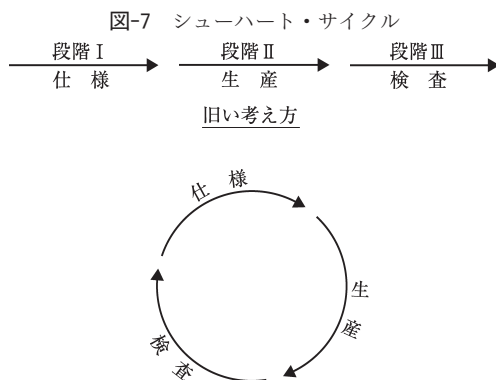 図-7 シューハート・サイクル
段階Ⅰ 段階Ⅱ 段階Ⅲ
仕様 生産 検査
旧い考え方
仕様
生産
検査